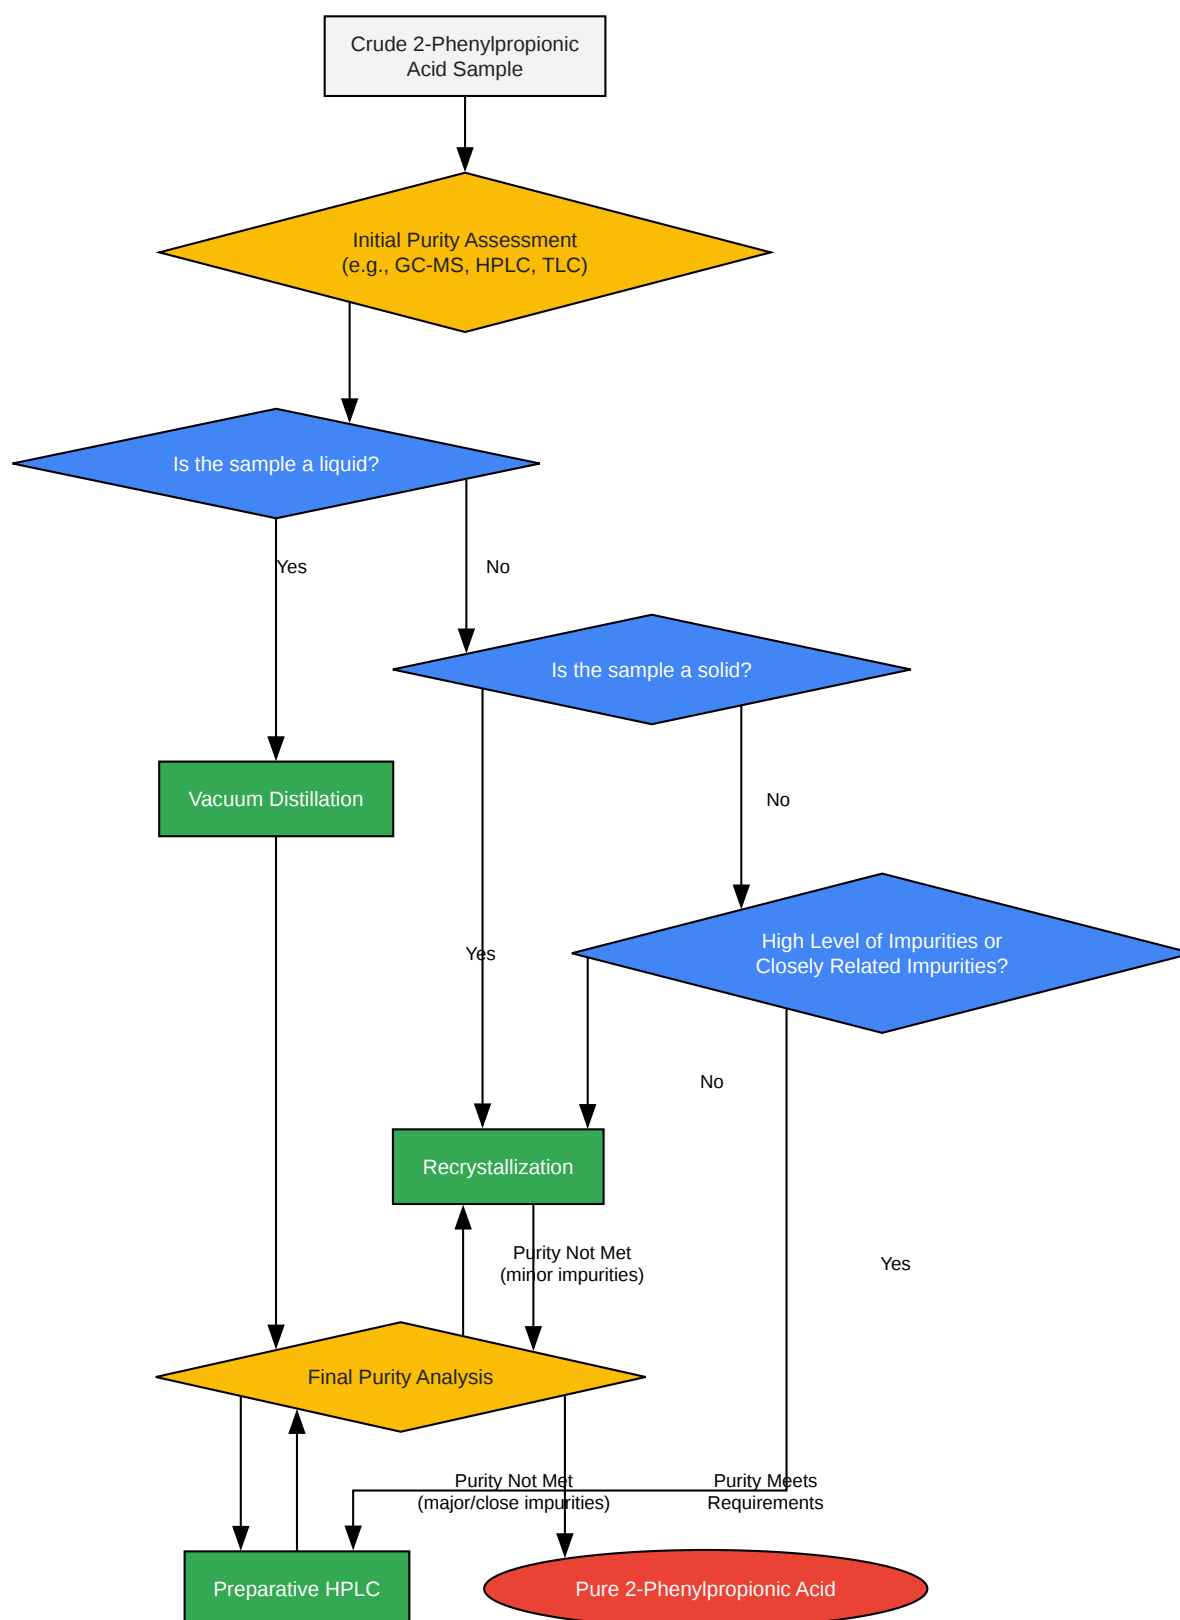 Crude 2-Phenylpropionic
Acid Sample
Initial Purity Assessment
(e.g., GC-MS, HPLC, TLC)
Is the sample a liquid?
Yes
No
Is the sample a solid?
Vacuum Distillation
No
High Level of Impurities or
Closely Related Impurities?
Yes
No
Recrystallization
Purity Not Met
(minor impurities)
Yes
Final Purity Analysis
Purity Not Met
(major/close impurities)
Purity Meets
Requirements
Preparative HPLC
Pure 2-Phenylpropionic Acid